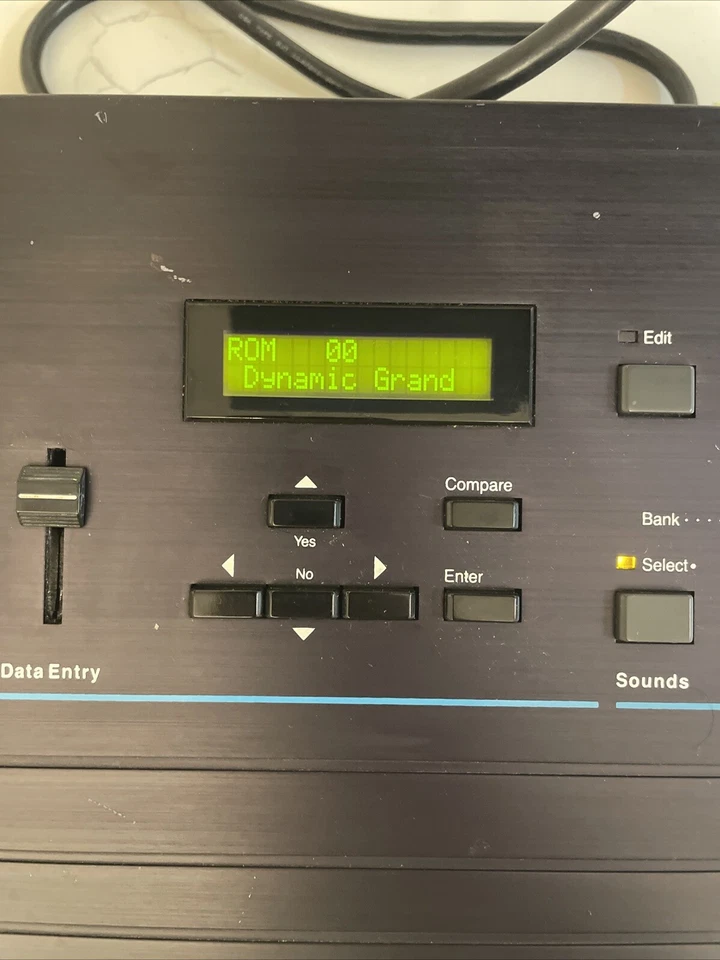 ROM 00
Dynamic Grand
Edit
Compare
Yes
Bank
No
Enter
Select
Data Entry
Sounds